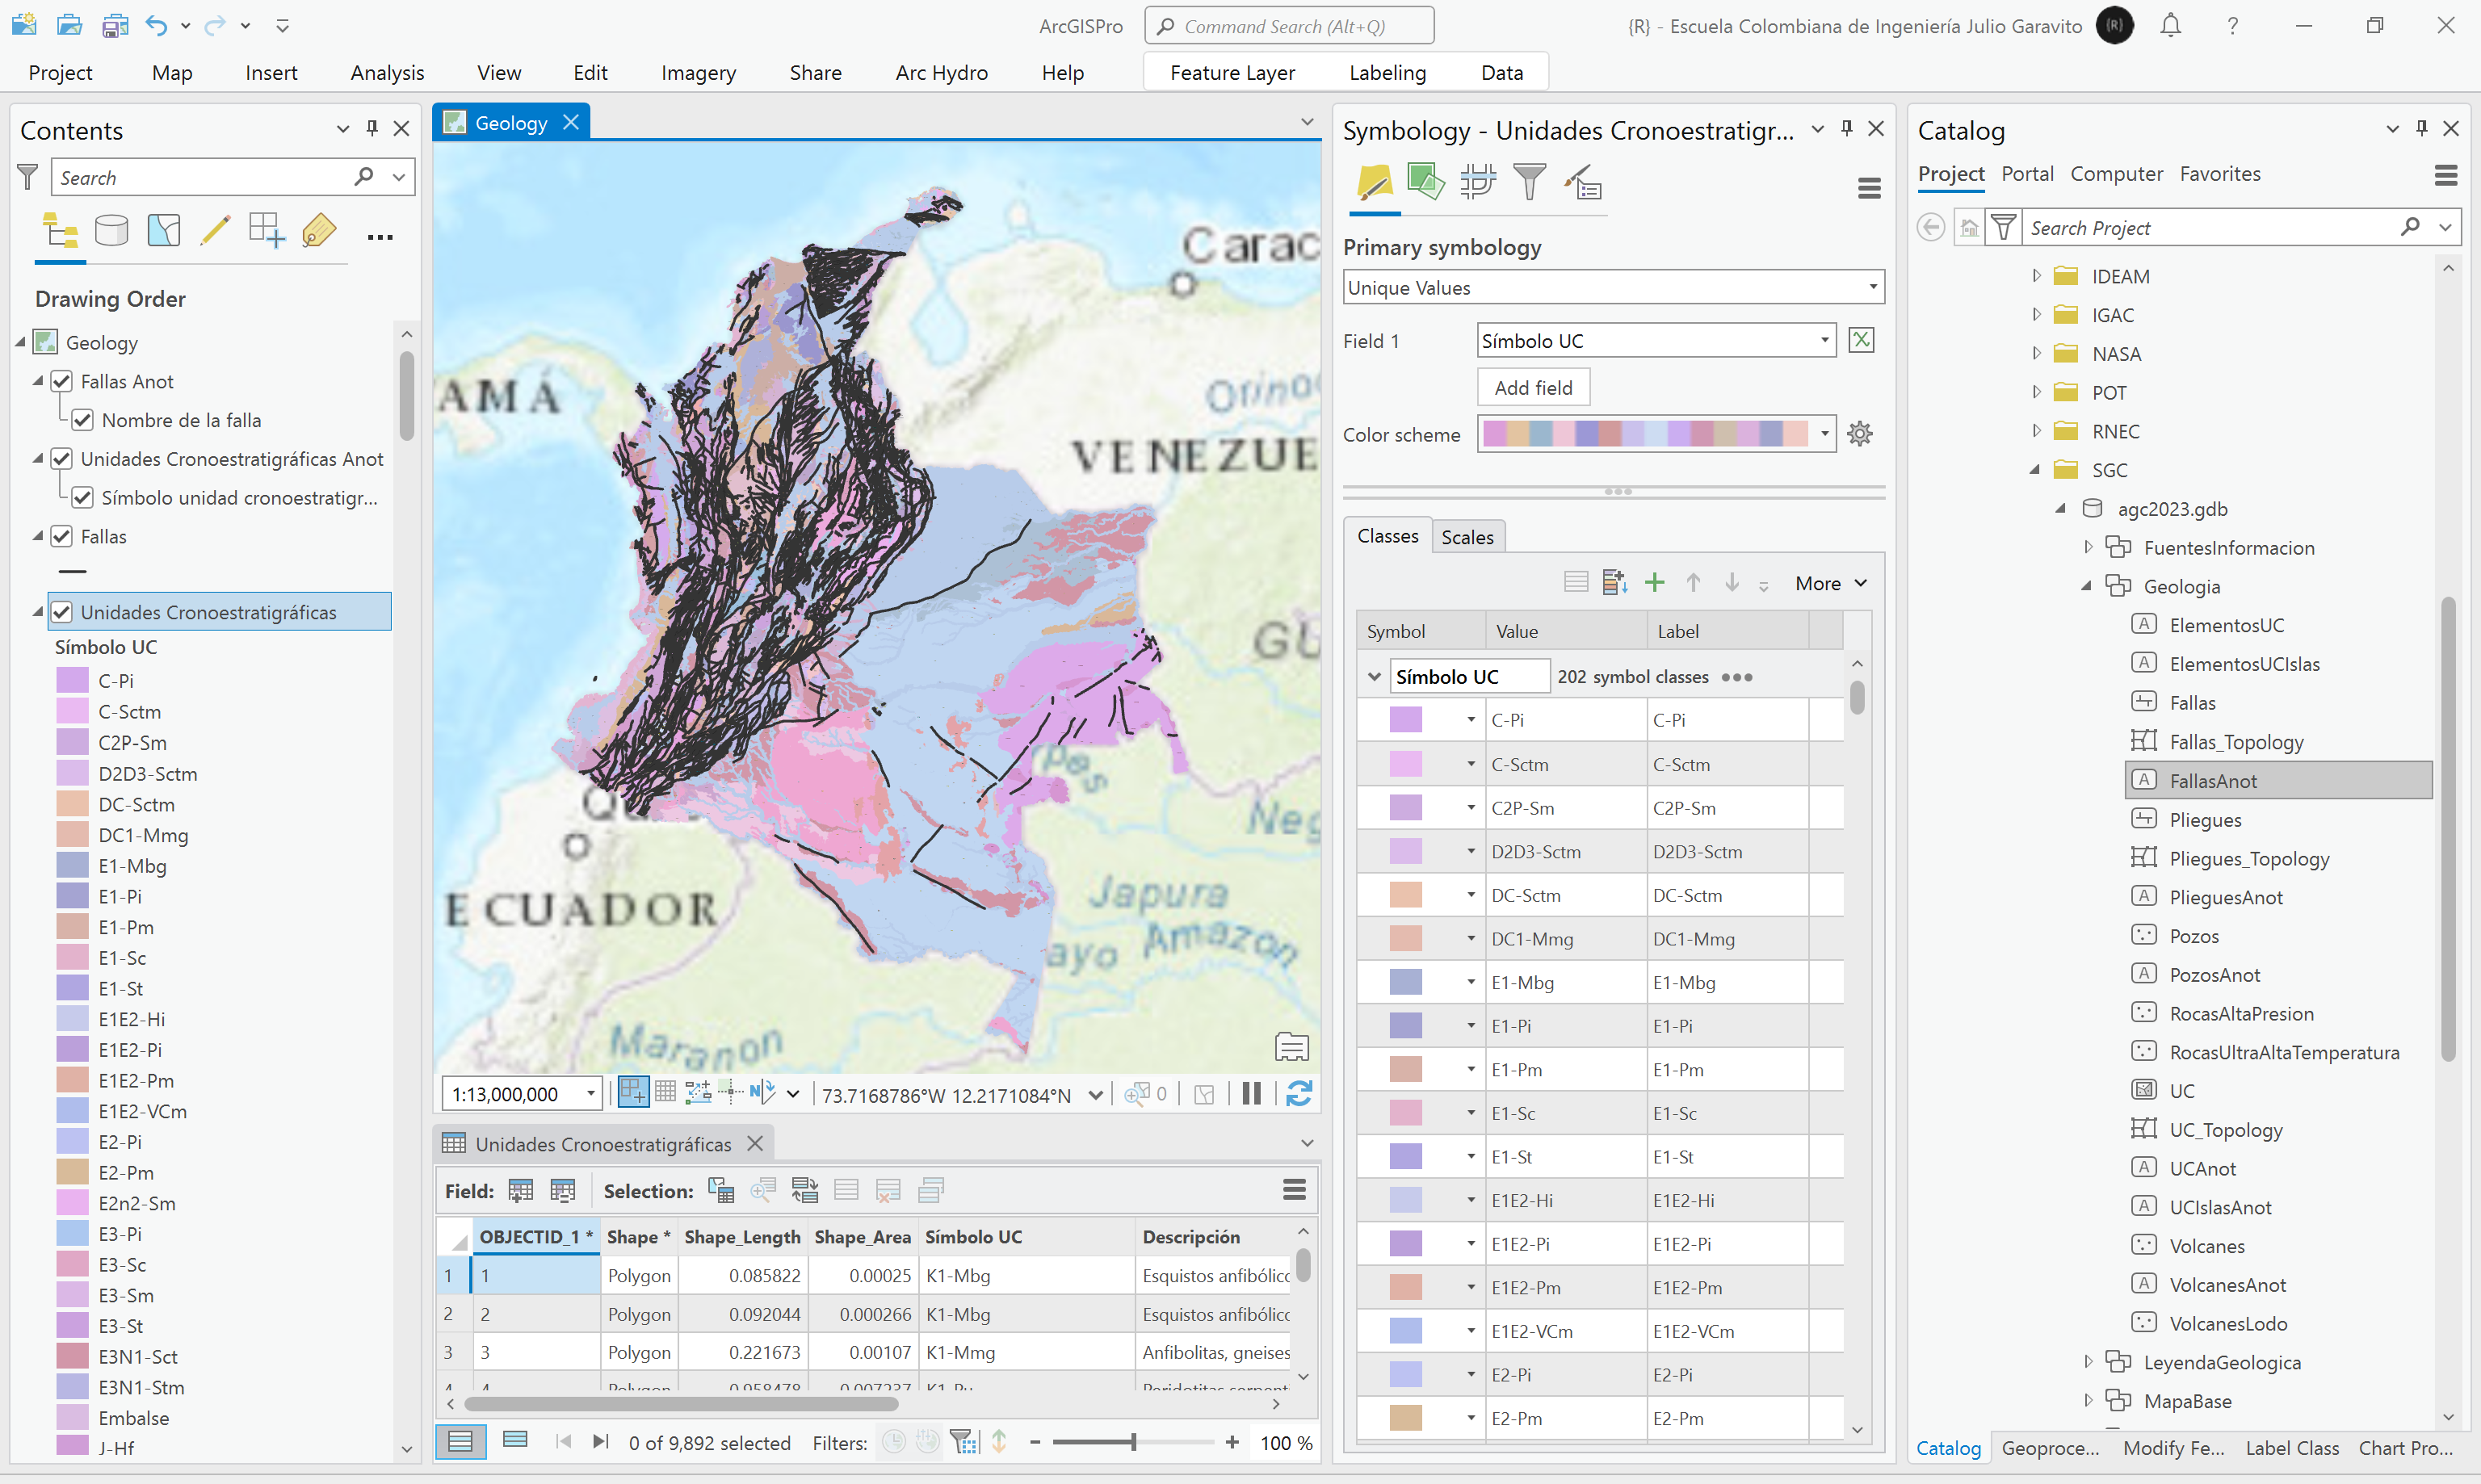 ArcGISPro
Command Search (Alt+Q)
{R} - Escuela Colombiana de Ingeniería Julio Garavito
{R}
?
Project
Map
Insert
Analysis
View
Edit
Imagery
Share
Arc Hydro
Help
Feature Layer
Labeling
Data
Contents
Search
Drawing Order
Geology
Fallas Anot
Nombre de la falla
Unidades Cronoestratigráficas Anot
Símbolo unidad cronoestratigr...
Fallas
Unidades Cronoestratigráficas
Símbolo UC
C-Pi
C-Sctm
C2P-Sm
D2D3-Sctm
DC-Sctm
DC1-Mmg
E1-Mbg
E1-Pi
E1-Pm
E1-Sc
E1-St
E1E2-Hi
E1E2-Pi
E1E2-Pm
E1E2-VCm
E2-Pi
E2-Pm
E2n2-Sm
E3-Pi
E3-Sc
E3-Sm
E3-St
E3N1-Sct
E3N1-Stm
Embalse
J-Hf
Geology
Carac
AMÁ
Orino
VENEZUE
GU
Qu
pes
Neg
ECUADOR
Japura
ayo
Amazon
Maranon
1:13,000,000
73.7168786°W 12.2171084°N
0
Unidades Cronoestratigráficas
Field:
Selection:
OBJECTID_1 * Shape * Shape_Length Shape_Area Símbolo UC Descripción
1 1 Polygon 0.085822 0.00025 K1-Mbg Esquistos anfibólicc
2 2 Polygon 0.092044 0.000266 K1-Mbg Esquistos anfibólicc
3 3 Polygon 0.221673 0.00107 K1-Mmg Anfibolitas, gneises
0 of 9,892 selected
Filters:
100 %
Symbology - Unidades Cronoestratigr...
Primary symbology
Unique Values
Field 1
Símbolo UC
Add field
Color scheme
Classes
Scales
More
Symbol Value Label
Símbolo UC
202 symbol classes
C-Pi C-Pi
C-Sctm C-Sctm
C2P-Sm C2P-Sm
D2D3-Sctm D2D3-Sctm
DC-Sctm DC-Sctm
DC1-Mmg DC1-Mmg
E1-Mbg E1-Mbg
E1-Pi E1-Pi
E1-Pm E1-Pm
E1-Sc E1-Sc
E1-St E1-St
E1E2-Hi E1E2-Hi
E1E2-Pi E1E2-Pi
E1E2-Pm E1E2-Pm
E1E2-VCm E1E2-VCm
E2-Pi E2-Pi
E2-Pm E2-Pm
Catalog
Project
Portal
Computer
Favorites
Search Project
IDEAM
IGAC
NASA
POT
RNEC
SGC
agc2023.gdb
FuentesInformacion
Geologia
ElementosUC
ElementosUCIslas
Fallas
Fallas_Topology
FallasAnot
Pliegues
Pliegues_Topology
PlieguesAnot
Pozos
PozosAnot
RocasAltaPresion
RocasUltraAltaTemperatura
UC
UC_Topology
UCAnot
UCIslasAnot
Volcanes
VolcanesAnot
VolcanesLodo
LeyendaGeologica
MapaBase
Catalog
Geoproce...
Modify Fe...
Label Class
Chart Pro...